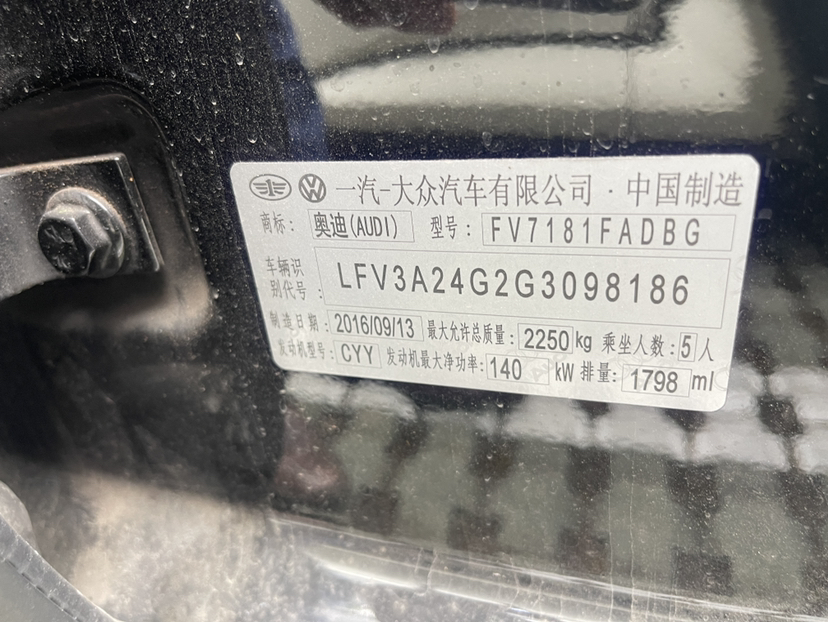 一汽-大众汽车有限公司·中国制造
商标：奥迪(AUDI) 型号：FV7181FADBG
车辆识别代号：LFV3A24G2G3098186
制造日期：2016/09/13 最大允许总质量：2250kg 乘坐人数：5人
发动机型号：CYY 发动机最大净功率：140 kW 排量：1798 ml